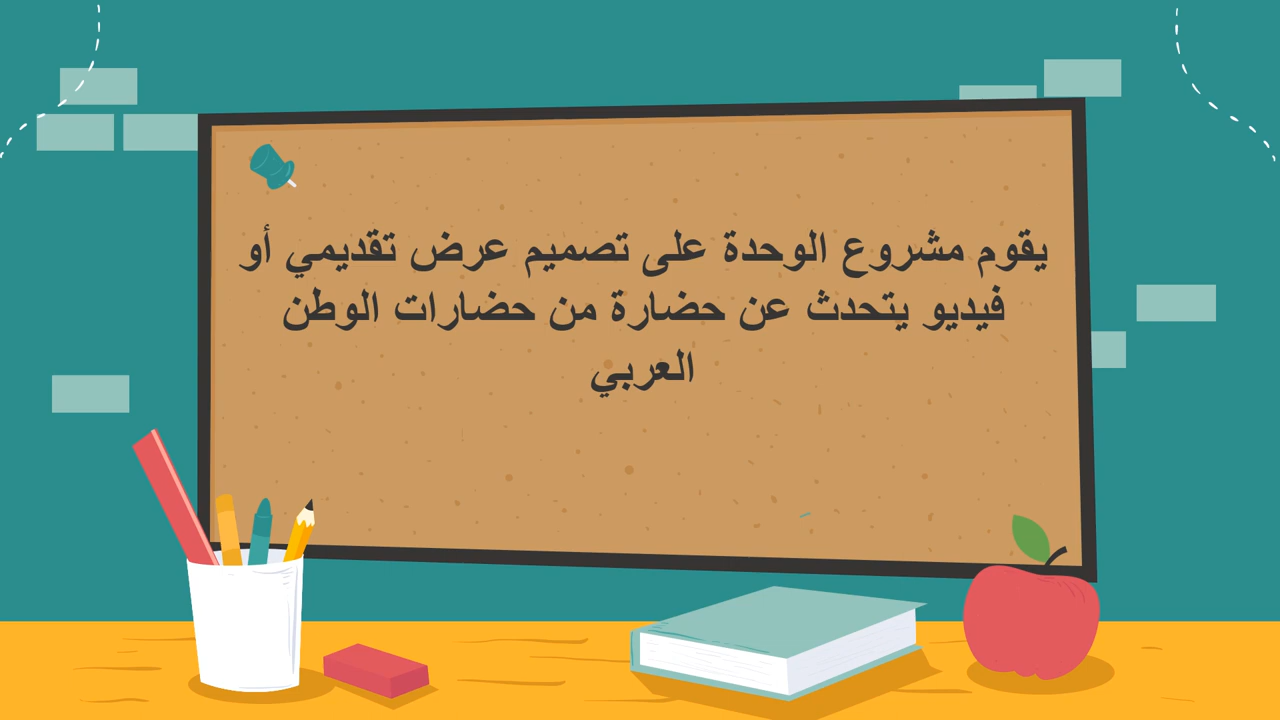 يقوم مشروع الوحدة على تصميم عرض تقديمي أو
فيديو يتحدث عن حضارة من حضارات الوطن
العربي